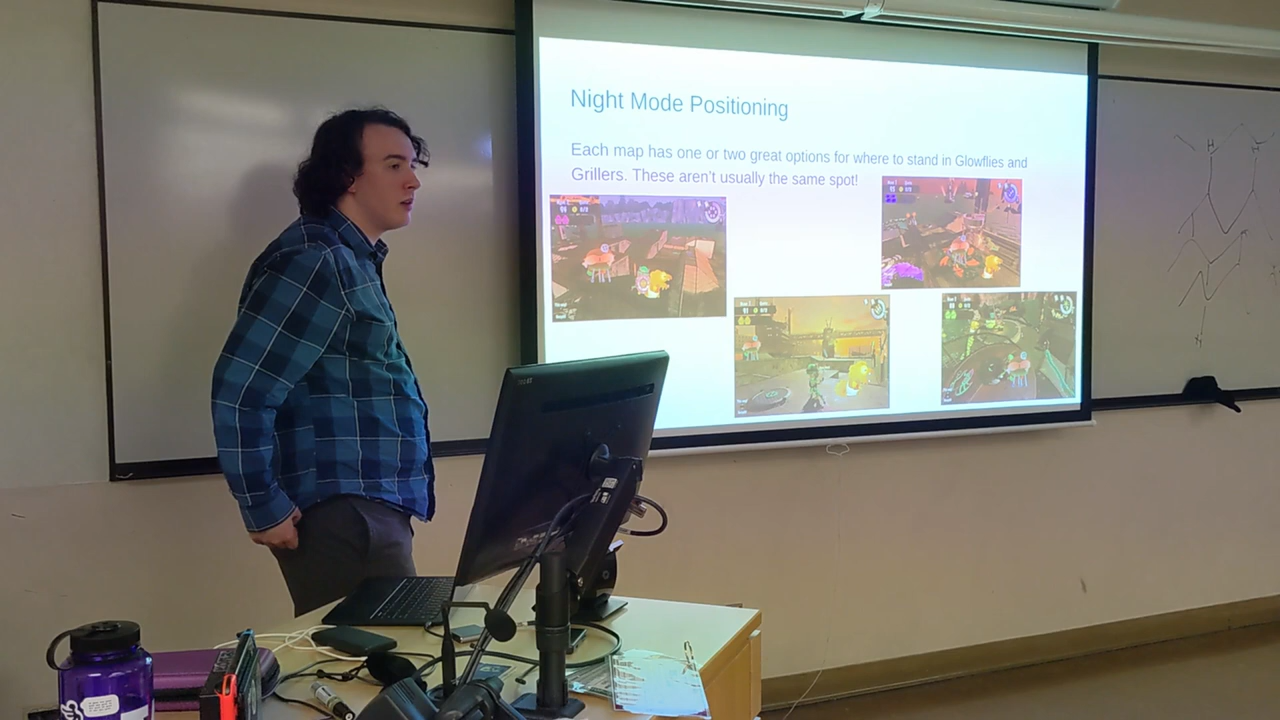 Night Mode Positioning
Each map has one or two great options for where to stand in Glowflies and
Grillers. These aren't usually the same spot!
H
H
H